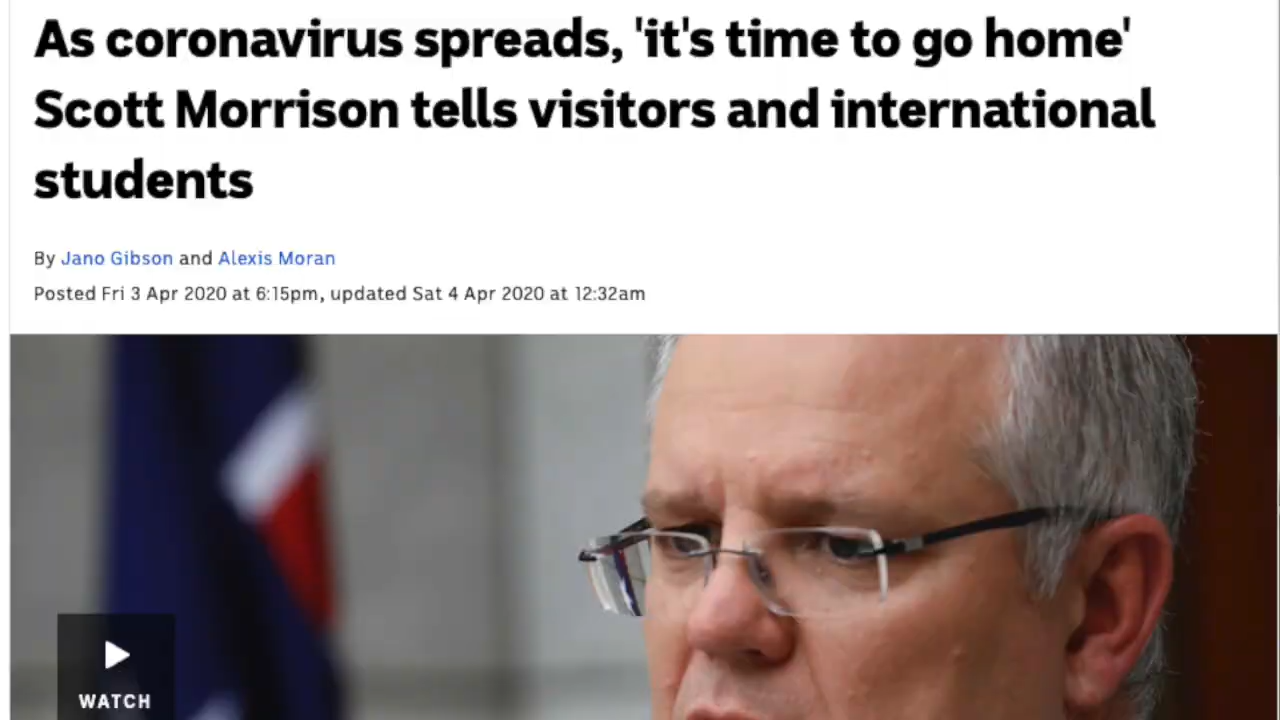 As coronavirus spreads, 'it's time to go home'
Scott Morrison tells visitors and international
students
By Jano Gibson and Alexis Moran
Posted Fri 3 Apr 2020 at 6:15pm, updated Sat 4 Apr 2020 at 12:32am
WATCH